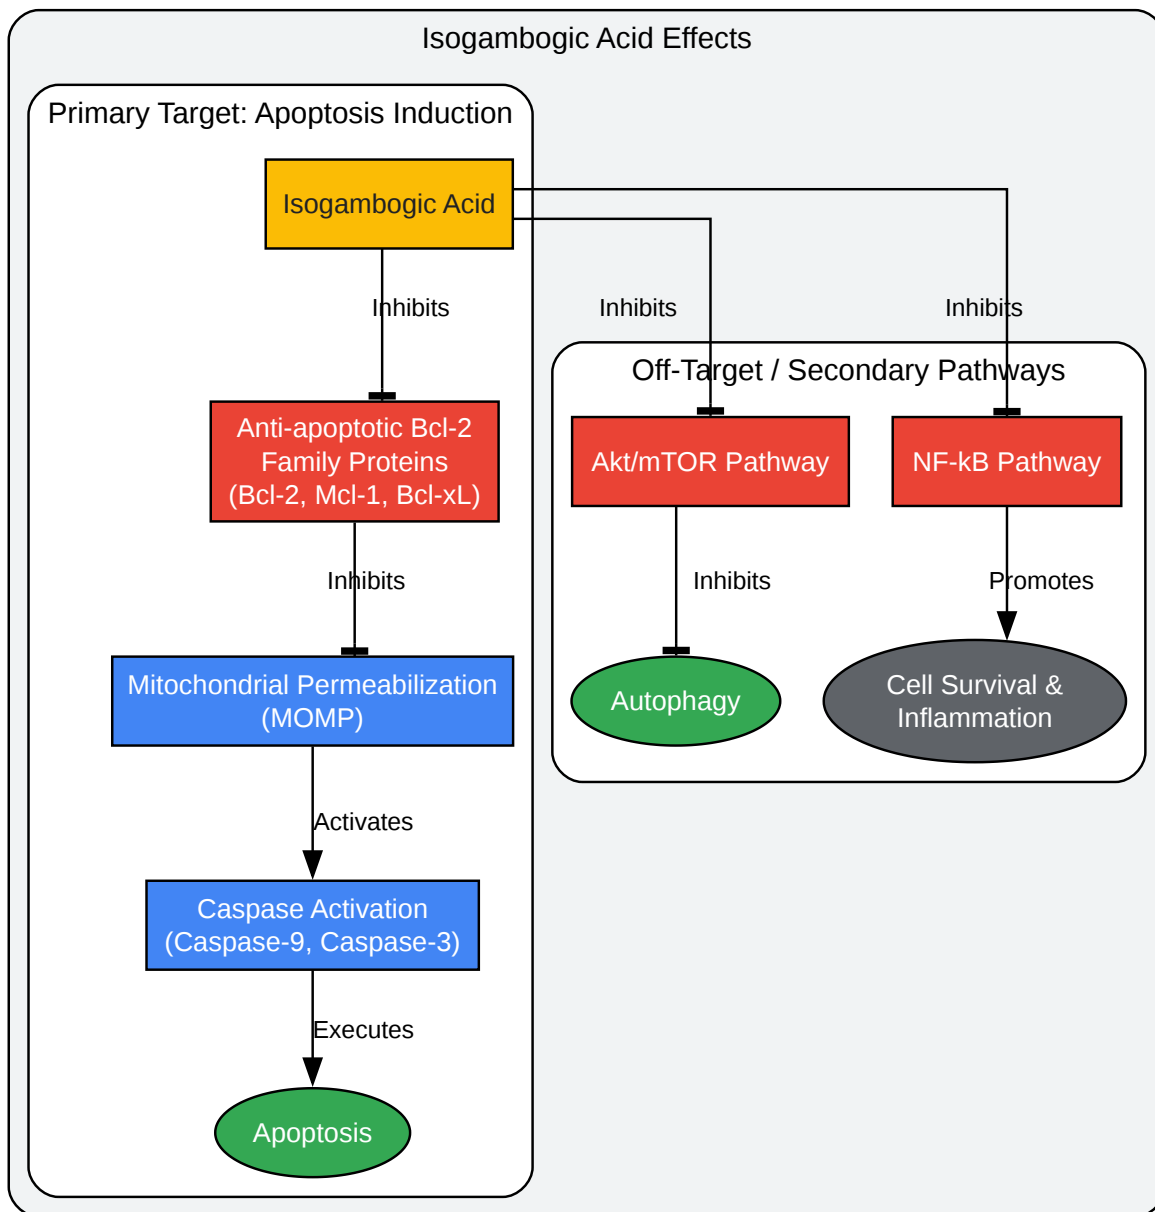 Isogambogic Acid Effects
Primary Target: Apoptosis Induction
Isogambogic Acid
Inhibits
Anti-apoptotic Bcl-2
Family Proteins
(Bcl-2, Mcl-1, Bcl-xL)
Inhibits
Mitochondrial Permeabilization
(MOMP)
Activates
Caspase Activation
(Caspase-9, Caspase-3)
Executes
Apoptosis
Inhibits
Inhibits
Off-Target / Secondary Pathways
Akt/mTOR Pathway
NF-kB Pathway
Inhibits
Promotes
Autophagy
Cell Survival &
Inflammation